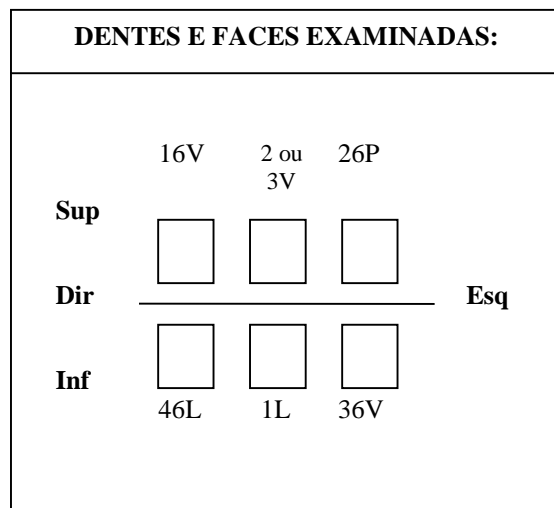 DENTES E FACES EXAMINADAS:
16V 2 ou 3V 26P
Sup
Dir Esq
Inf
46L 1L 36V